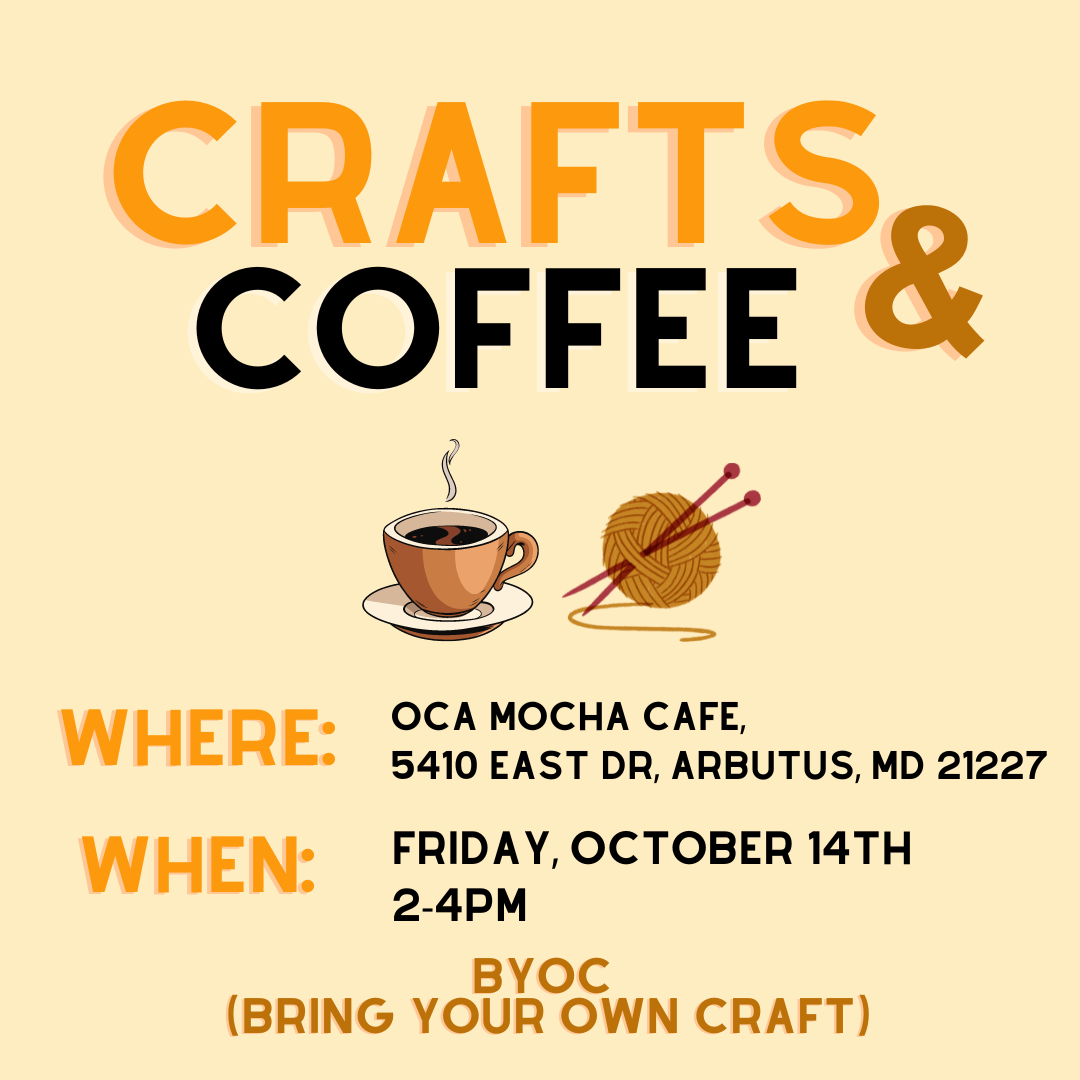 CRAFTS &
COFFEE
WHERE:
OCA MOCHA CAFE,
5410 EAST DR, ARBUTUS, MD 21227
WHEN:
FRIDAY, OCTOBER 14TH
2-4PM
BYOC
(BRING YOUR OWN CRAFT)